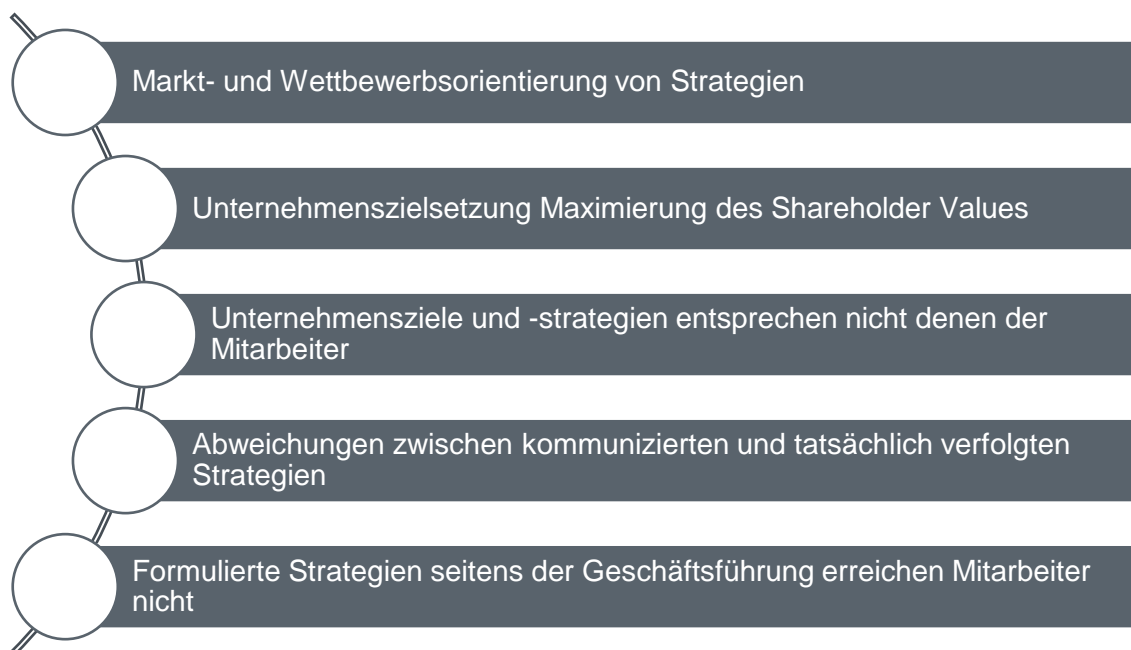 Markt- und Wettbewerbsorientierung von Strategien
Unternehmenszielsetzung Maximierung des Shareholder Values
Unternehmensziele und -strategien entsprechen nicht denen der
Mitarbeiter
Abweichungen zwischen kommunizierten und tatsächlich verfolgten
Strategien
Formulierte Strategien seitens der Geschäftsführung erreichen Mitarbeiter
nicht